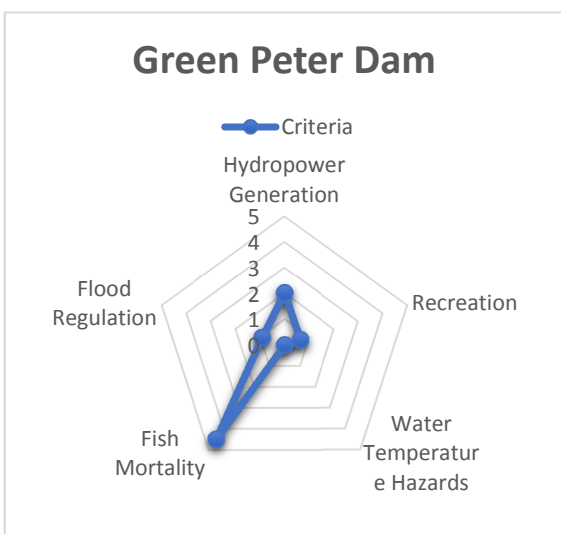 Green Peter Dam
Criteria
Hydropower
Generation
5
4
3
2
1
0
Recreation
Water
Temperatur
e Hazards
Fish
Mortality
Flood
Regulation